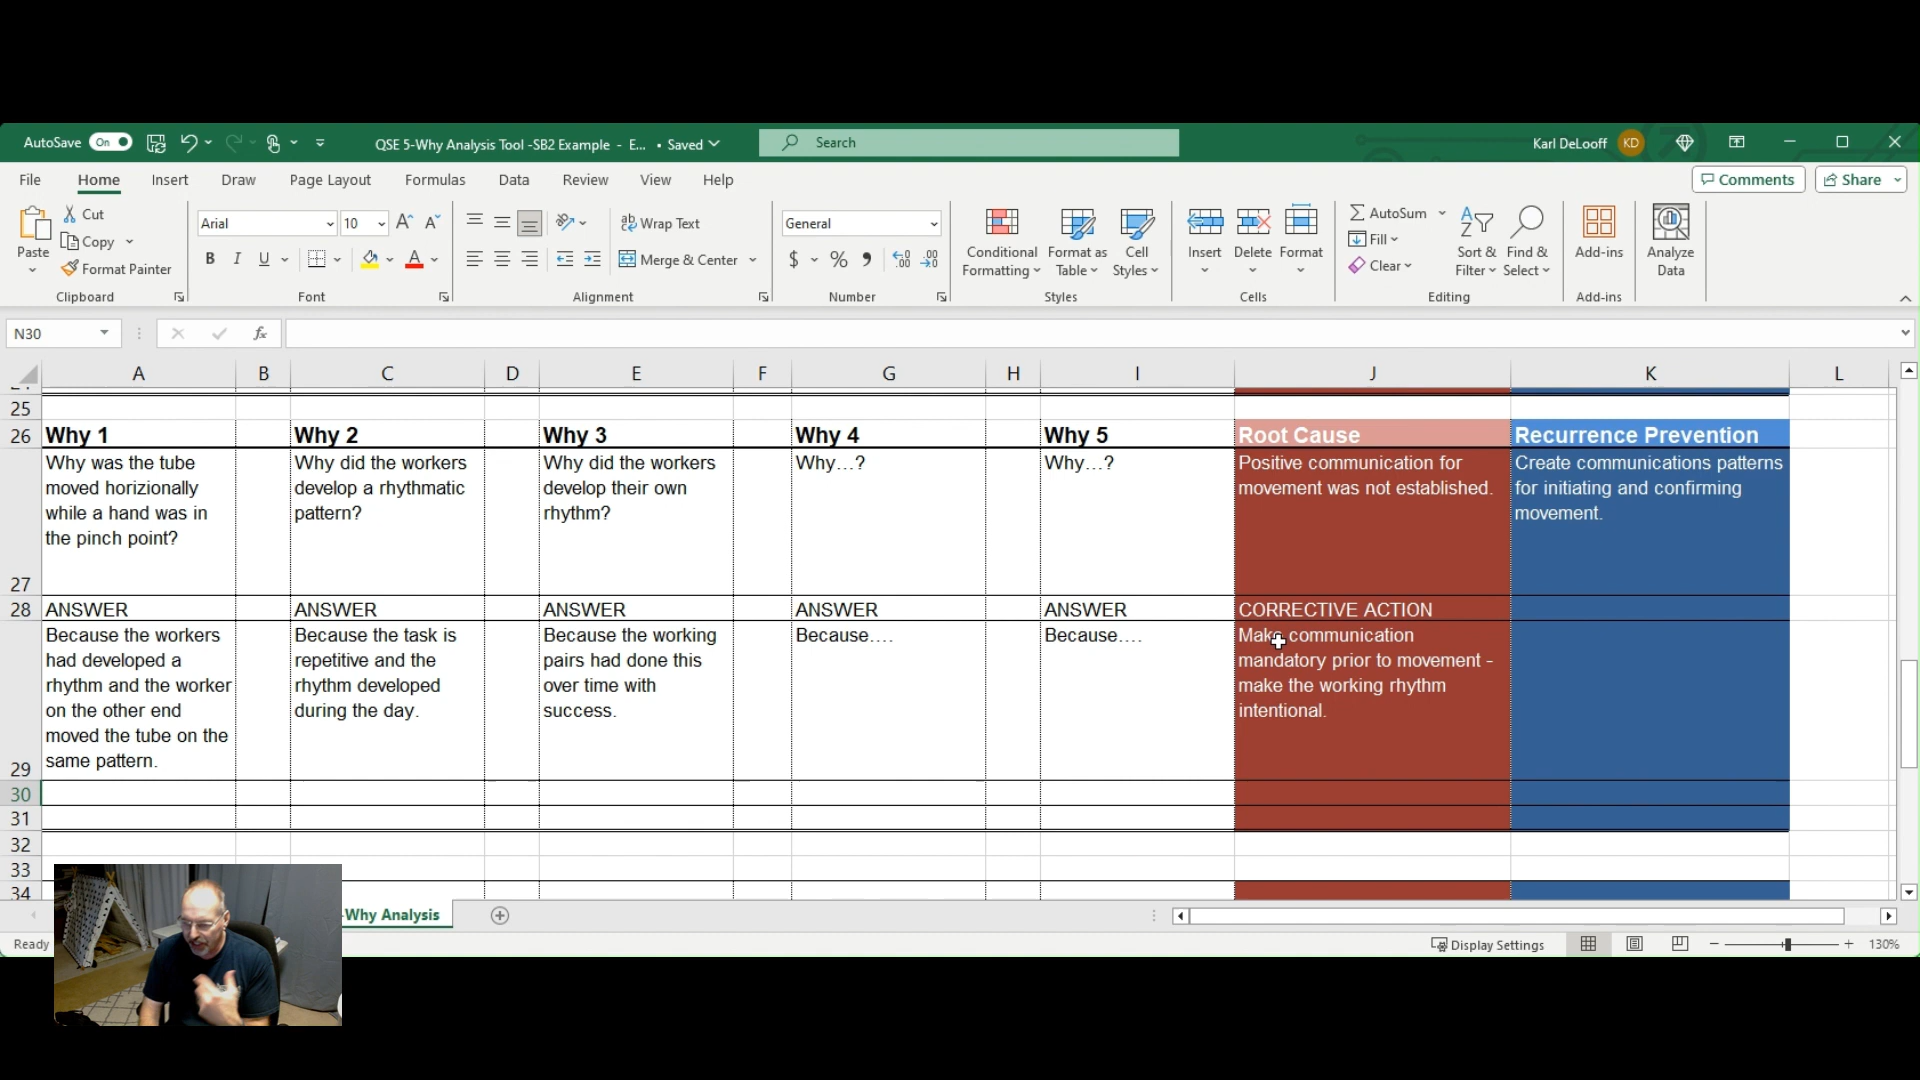 AutoSave On QSE 5-Why Analysis Tool -SB2 Example - E... • Saved Search Karl DeLooff KD
File Home Insert Draw Page Layout Formulas Data Review View Help Comments Share
Paste
Cut
Copy
Format Painter
Clipboard
Arial 10
B I U A
Font
Wrap Text
Merge & Center
Alignment
General
$ % 9
Number
Conditional Formatting
Format as Table
Cell Styles
Styles
Insert Delete Format
Cells
AutoSum
Fill
Clear
Sort & Filter
Find & Select
Editing
Add-ins
Add-ins
Analyze Data
N30 fx
A B C D E F G H I J K L
25
26 Why 1 Why 2 Why 3 Why 4 Why 5 Root Cause Recurrence Prevention
27
Why was the tube
moved horizionally
while a hand was in
the pinch point?
Why did the workers
develop a rhythmatic
pattern?
Why did the workers
develop their own
rhythm?
Why…?
Why…?
Positive communication for
movement was not established.
Create communications patterns
for initiating and confirming
movement.
28 ANSWER ANSWER ANSWER ANSWER ANSWER CORRECTIVE ACTION
29
Because the workers
had developed a
rhythm and the worker
on the other end
moved the tube on the
same pattern.
Because the task is
repetitive and the
rhythm developed
during the day.
Because the working
pairs had done this
over time with
success.
Because….
Because….
Make communication
mandatory prior to movement -
make the working rhythm
intentional.
30
31
32
33
34
-Why Analysis
Ready Display Settings 130%